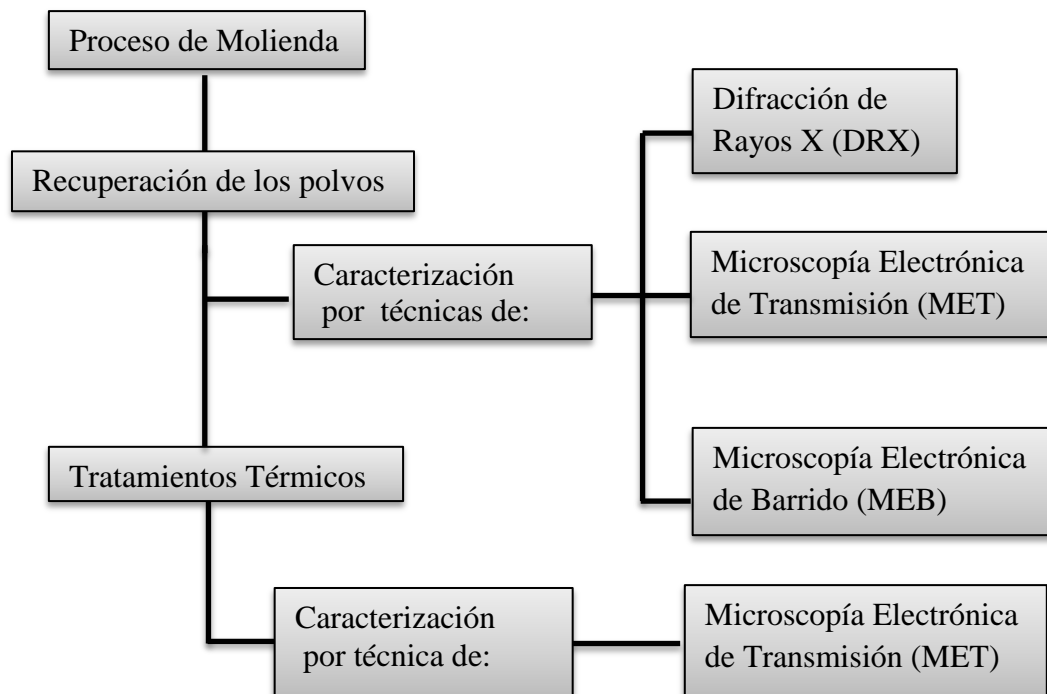 Proceso de Molienda
Recuperación de los polvos
Caracterización
por técnicas de:
Difracción de
Rayos X (DRX)
Microscopía Electrónica
de Transmisión (MET)
Microscopía Electrónica
de Barrido (MEB)
Tratamientos Térmicos
Caracterización
por técnica de:
Microscopía Electrónica
de Transmisión (MET)